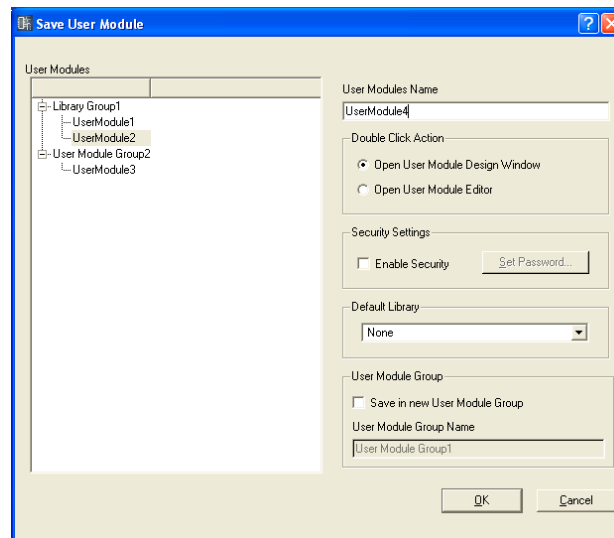 Save User Module
User Modules
Library Group1
UserModule1
UserModule2
User Module Group2
UserModule3
User Modules Name
UserModule4
Double Click Action
Open User Module Design Window
Open User Module Editor
Security Settings
Enable Security
Set Password...
Default Library
None
User Module Group
Save in new User Module Group
User Module Group Name
User Module Group1
OK
Cancel